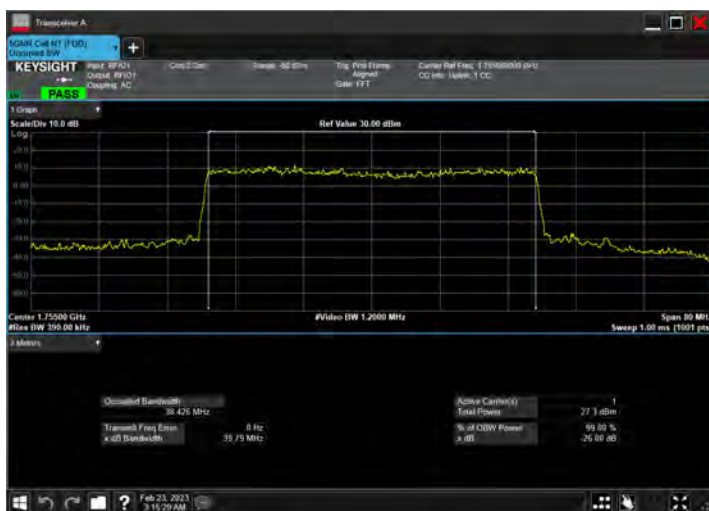 Transceiver A
5GNR Cell N1 (FDD)
Occupied BW
+
KEYSIGHT
Input: RFIO1
Output: RFIO1
Coupling: AC
Trig: Prds Frame
Aligned
Gate: FFT
Carrier Ref Freq: 1.755000000 GHz
CC Info: Uplink, 1 CC
PASS
1 Graph
Scale/Div 10.0 dB
Ref Value 30.00 dBm
Log
Center 1.75500 GHz
#Video BW 1.2000 MHz
Span 80 MHz
#Res BW 390.00 kHz
Sweep 1.00 ms (1001 pts
2 Metrics
Occupied Bandwidth
38.426 MHz
Active Carrier(s) 1
Total Power 27.3 dBm
Transmit Freq Error 0 Hz
x dB Bandwidth 39.79 MHz
% of OBW Power 99.00 %
x dB -26.00 dB
?
Feb 23, 2023
3:15:29 AM